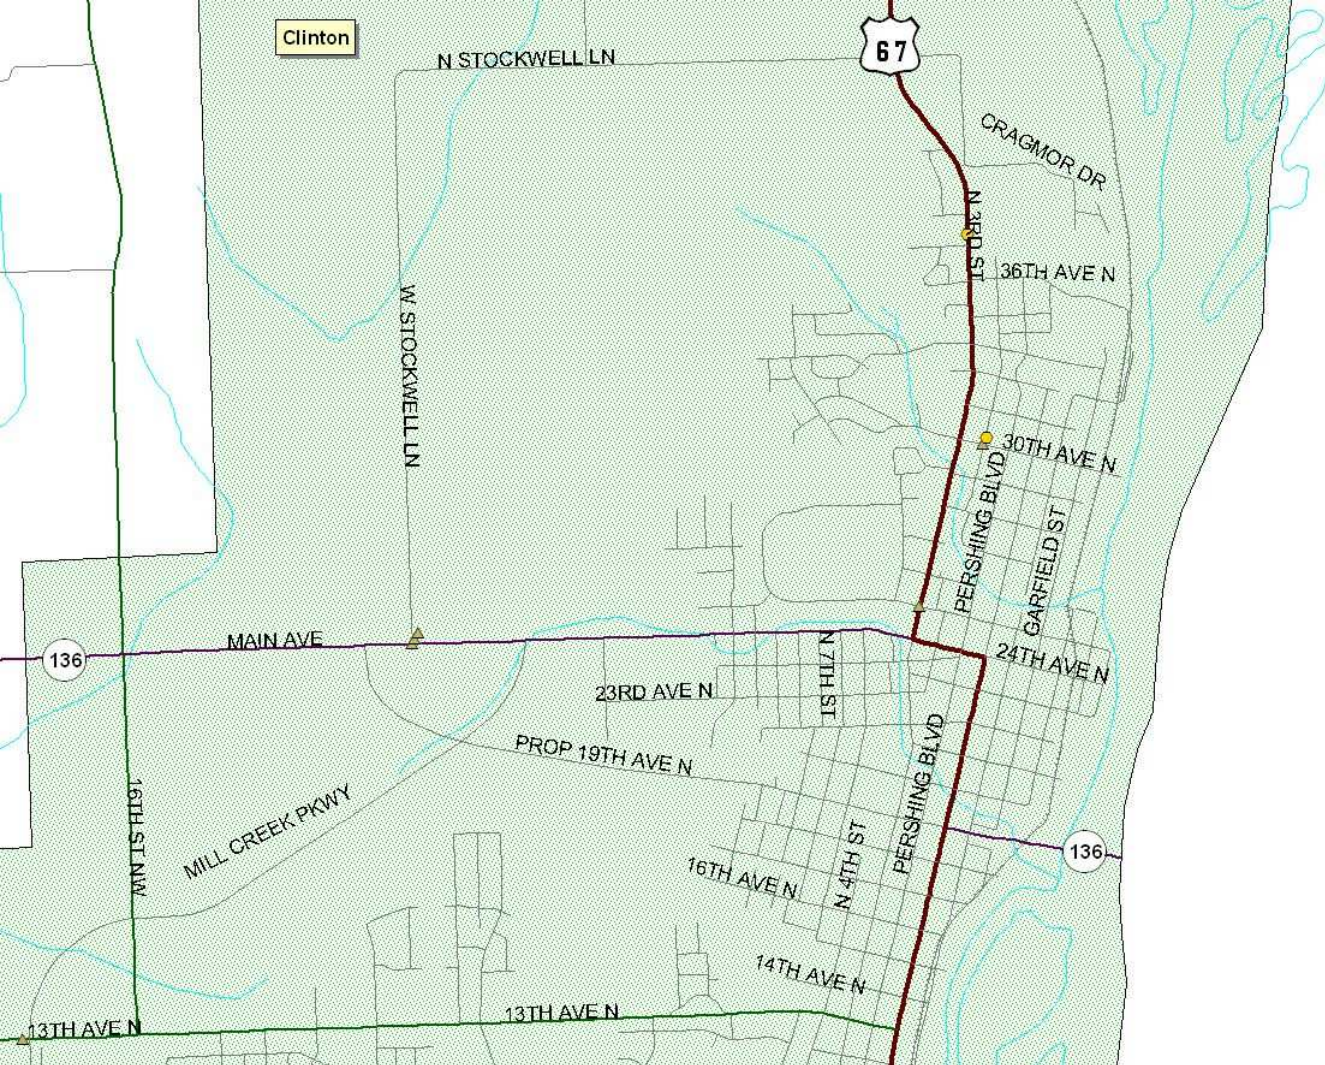 Clinton
N STOCKWELL LN
67
CRAGMOR DR
N 3RD ST
36TH AVE N
W STOCKWELL LN
30TH AVE N
PERSHING BLVD
GARFIELD ST
MAIN AVE
136
N 7TH ST
24TH AVE N
23RD AVE N
PROP 19TH AVE N
PERSHING BLVD
16TH ST NW
MILL CREEK PKWY
N 4TH ST
136
16TH AVE N
14TH AVE N
13TH AVE N
13TH AVE N